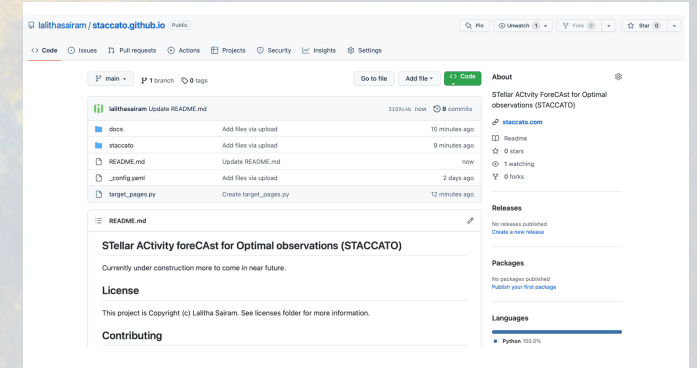 lalithasairam / staccato.github.io Public
Pin Unwatch 1 Fork 0 Star 0
Code Issues Pull requests Actions Projects Security Insights Settings
main 1 branch 0 tags Go to file Add file Code
lalithasairam Update README.md 3159c4b now 8 commits
docs Add files via upload 10 minutes ago
staccato Add files via upload 9 minutes ago
README.md Update README.md now
_config.yaml Add files via upload 2 days ago
target_pages.py Create target_pages.py 12 minutes ago
README.md
STellar ACtivity foreCAst for Optimal observations (STACCATO)
Currently under construction more to come in near future.
License
This project is Copyright (c) Lalitha Sairam. See licenses folder for more information.
Contributing
About
STellar ACtvity ForeCAst for Optimal
observations (STACCATO)
staccato.com
Readme
0 stars
1 watching
0 forks
Releases
No releases published
Create a new release
Packages
No packages published
Publish your first package
Languages
Python 100.0%